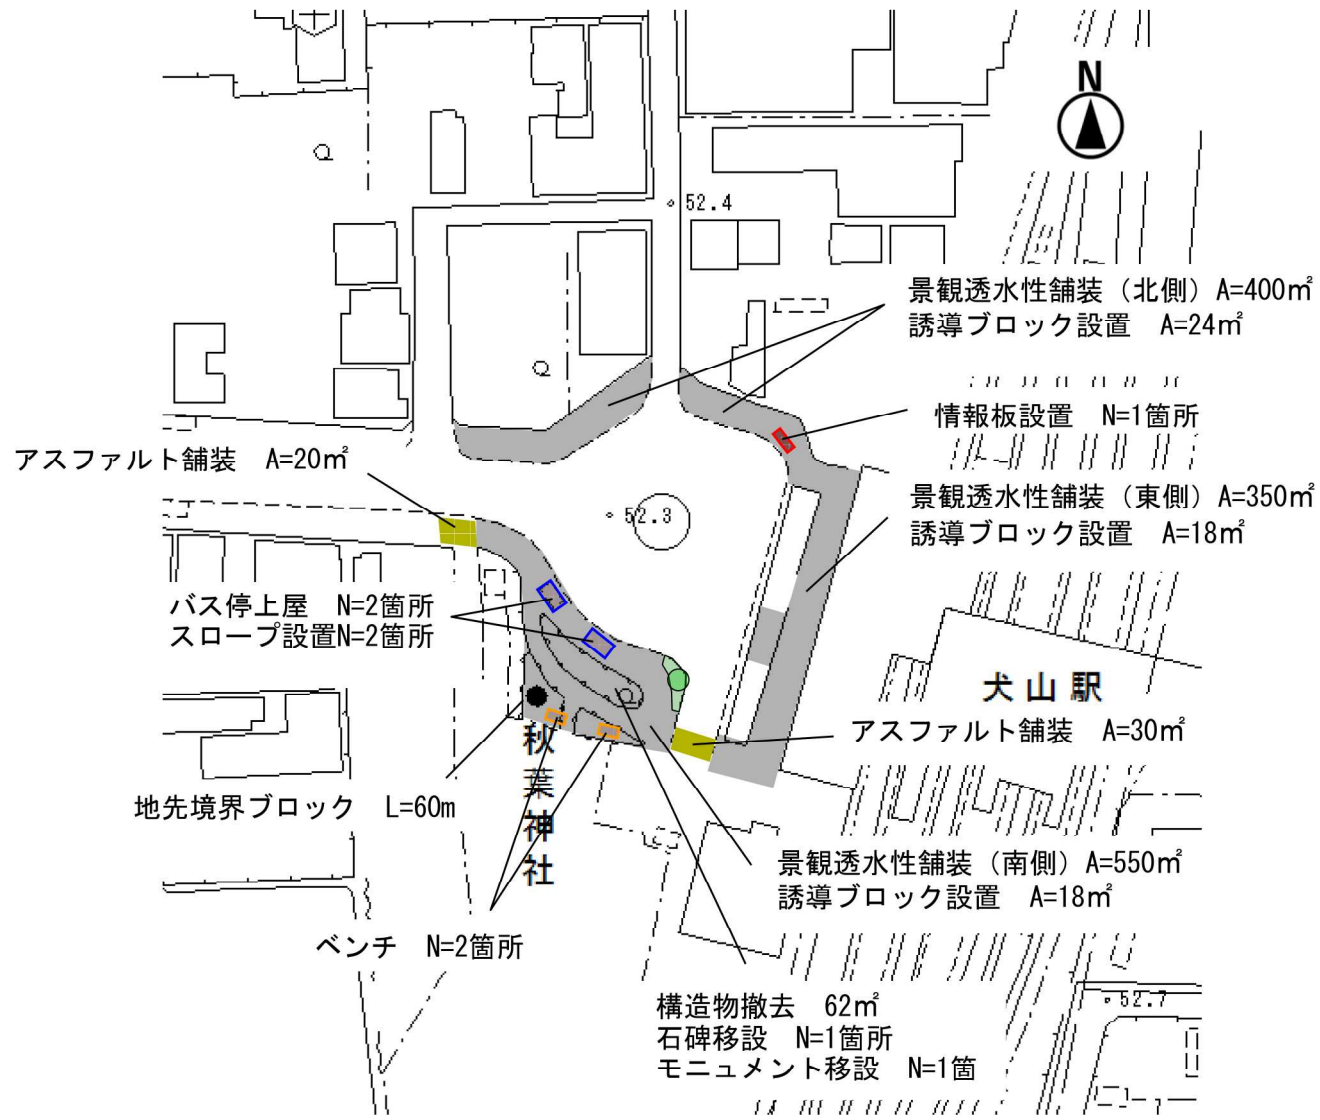 N
52.4
景観透水性舗装（北側）A=400㎡
誘導ブロック設置　A=24㎡
情報板設置　N=1箇所
アスファルト舗装　A=20㎡
景観透水性舗装（東側）A=350㎡
誘導ブロック設置　A=18㎡
52.3
バス停上屋　N=2箇所
スロープ設置N=2箇所
犬山駅
アスファルト舗装　A=30㎡
秋葉神社
地先境界ブロック　L=60m
景観透水性舗装（南側）A=550㎡
誘導ブロック設置　A=18㎡
ベンチ　N=2箇所
構造物撤去　62㎡
石碑移設　N=1箇所
モニュメント移設　N=1箇
52.7